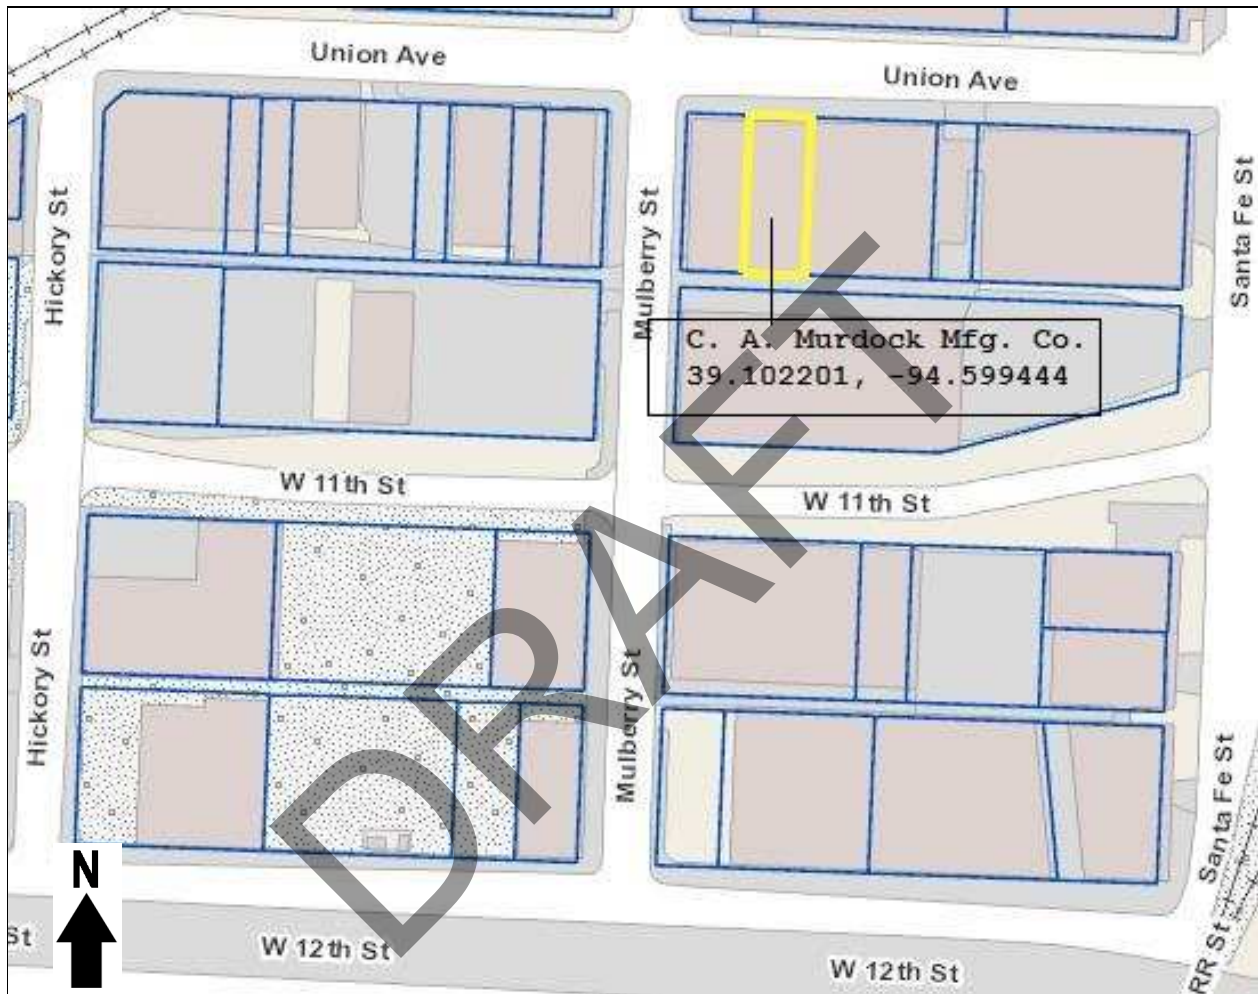 Union Ave
Union Ave
Hickory St
Mulberry St
Santa Fe St
C. A. Murdock Mfg. Co.
39.102201, -94.599444
W 11th St
W 11th St
DRAFT
Hickory St
Mulberry St
Santa Fe St
N
St
W 12th St
W 12th St
RR St